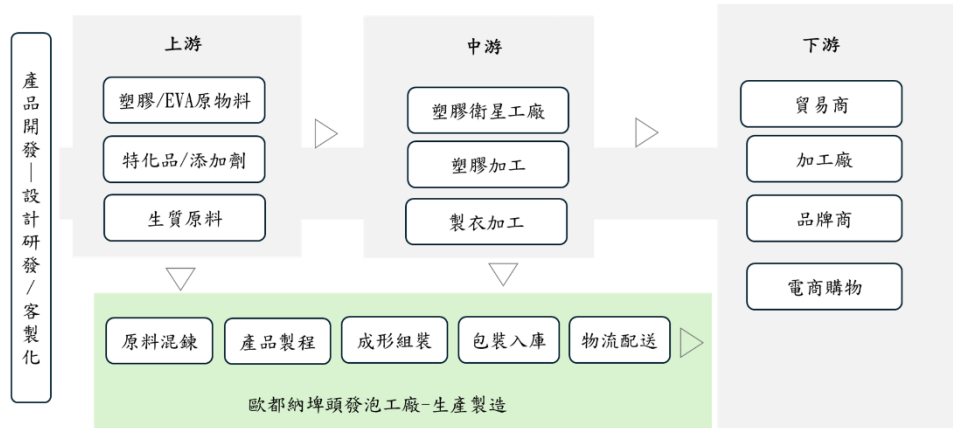 產品開發｜設計研發/客製化
上游
塑膠/EVA原物料
特化品/添加劑
生質原料
中游
塑膠衛星工廠
塑膠加工
製衣加工
下游
貿易商
加工廠
品牌商
電商購物
原料混鍊
產品製程
成形組裝
包裝入庫
物流配送
歐都納埤頭發泡工廠-生產製造